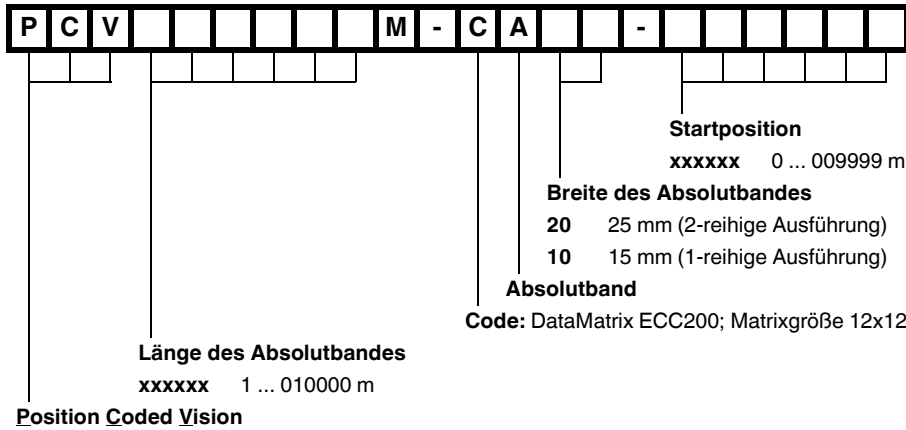 P C V M - C A -
Startposition
xxxxxx 0 ... 009999 m
Breite des Absolutbandes
20 25 mm (2-reihige Ausführung)
10 15 mm (1-reihige Ausführung)
Absolutband
Code: DataMatrix ECC200; Matrixgröße 12x12
Länge des Absolutbandes
xxxxxx 1 ... 010000 m
Position Coded Vision